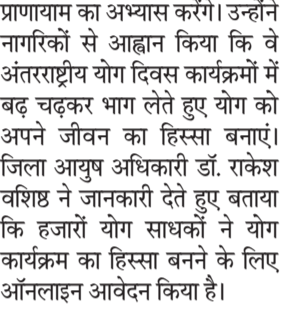 प्राणायाम का अभ्यास करेंगे। उन्होंने
नागरिकों से आह्वान किया कि वे
अंतरराष्ट्रीय योग दिवस कार्यक्रमों में
बढ़ चढ़कर भाग लेते हुए योग को
अपने जीवन का हिस्सा बनाएं।
जिला आयुष अधिकारी डॉ. राकेश
वशिष्ठ ने जानकारी देते हुए बताया
कि हजारों योग साधकों ने योग
कार्यक्रम का हिस्सा बनने के लिए
ऑनलाइन आवेदन किया है।